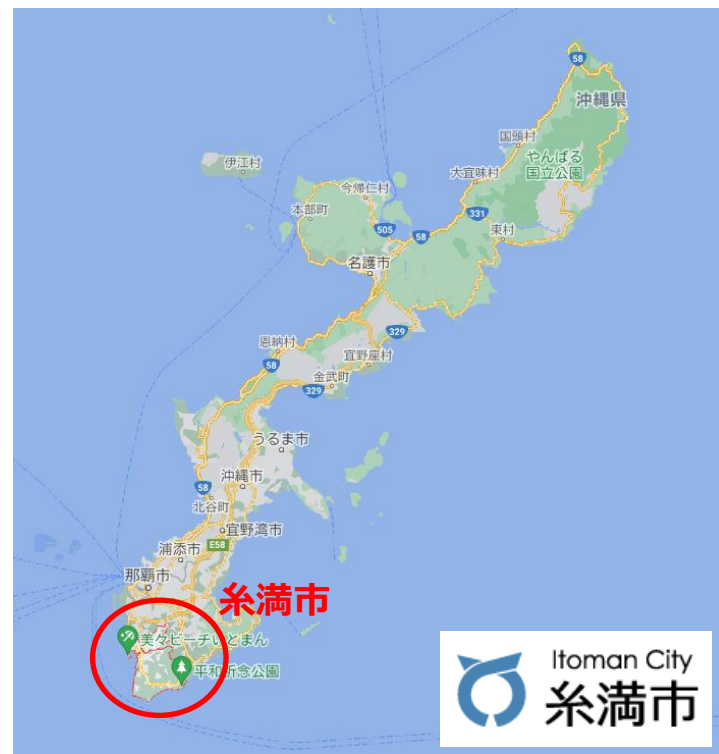 58
沖縄県
国頭村
やんばる
国立公園
伊江村
大宜味村
今帰仁村
本部町
331
505
58
東村
名護市
329
恩納村
宜野座村
58
金武町
329
うるま市
沖縄市
58
北谷町
宜野湾市
浦添市
E58
那覇市
糸満市
美々ビーチいとまん
平和祈念公園
Itoman City
糸満市